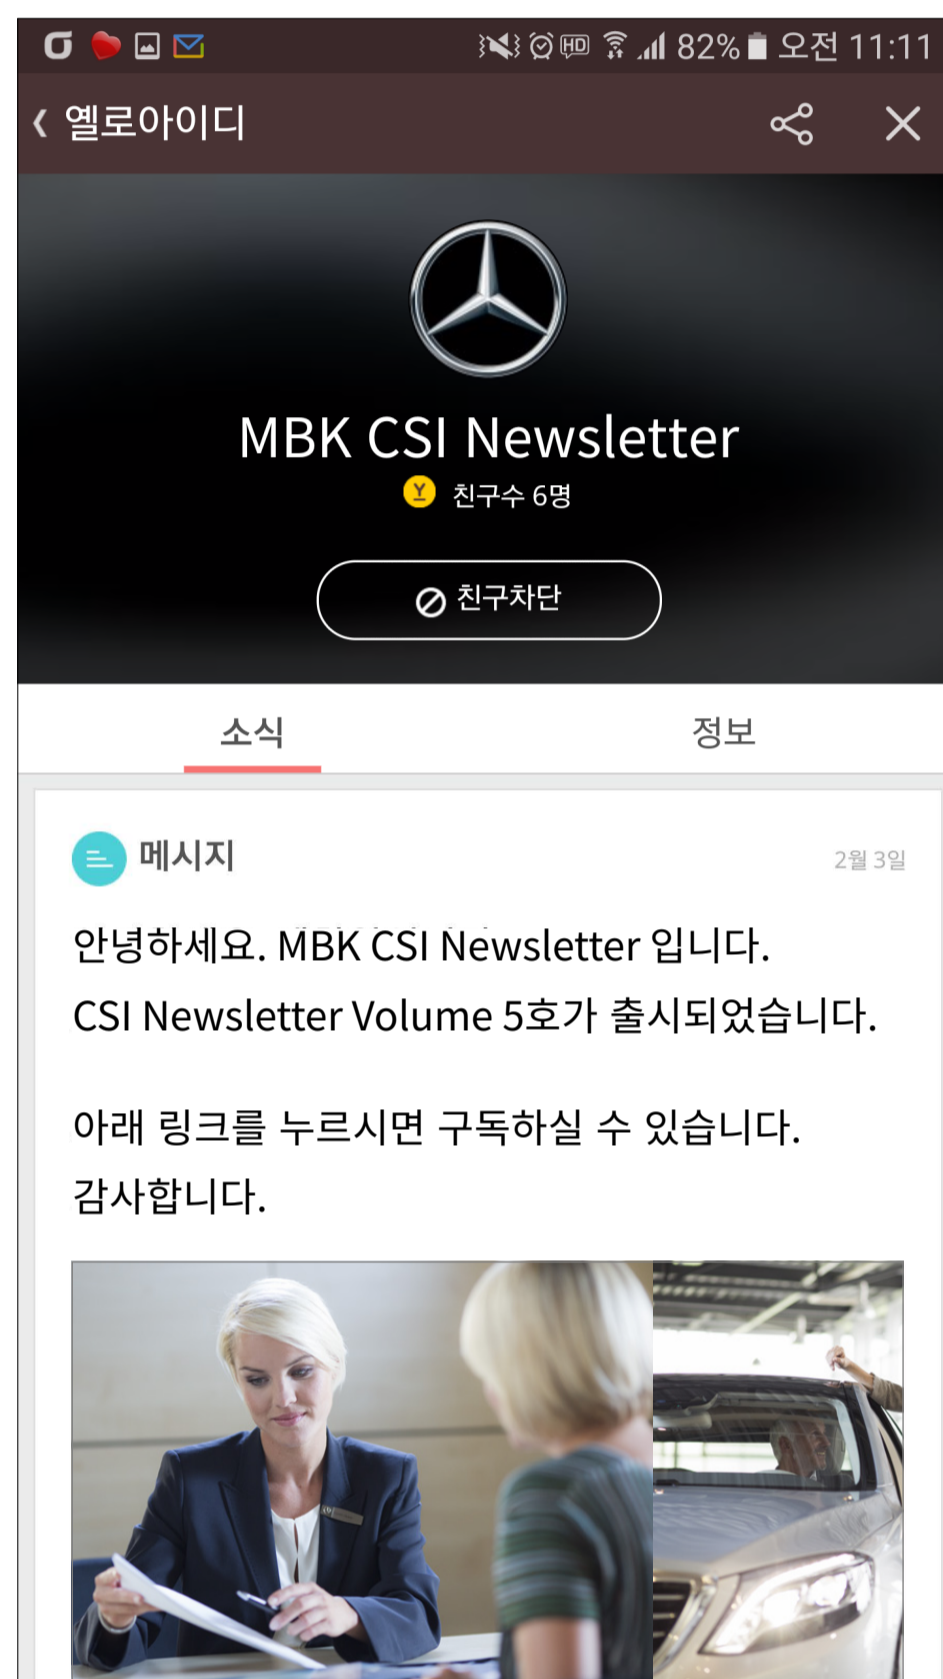 82% 오전 11:11
옐로아이디
MBK CSI Newsletter
친구수 6명
친구차단
소식 정보
메시지 2월 3일
안녕하세요. MBK CSI Newsletter 입니다.
CSI Newsletter Volume 5호가 출시되었습니다.
아래 링크를 누르시면 구독하실 수 있습니다.
감사합니다.